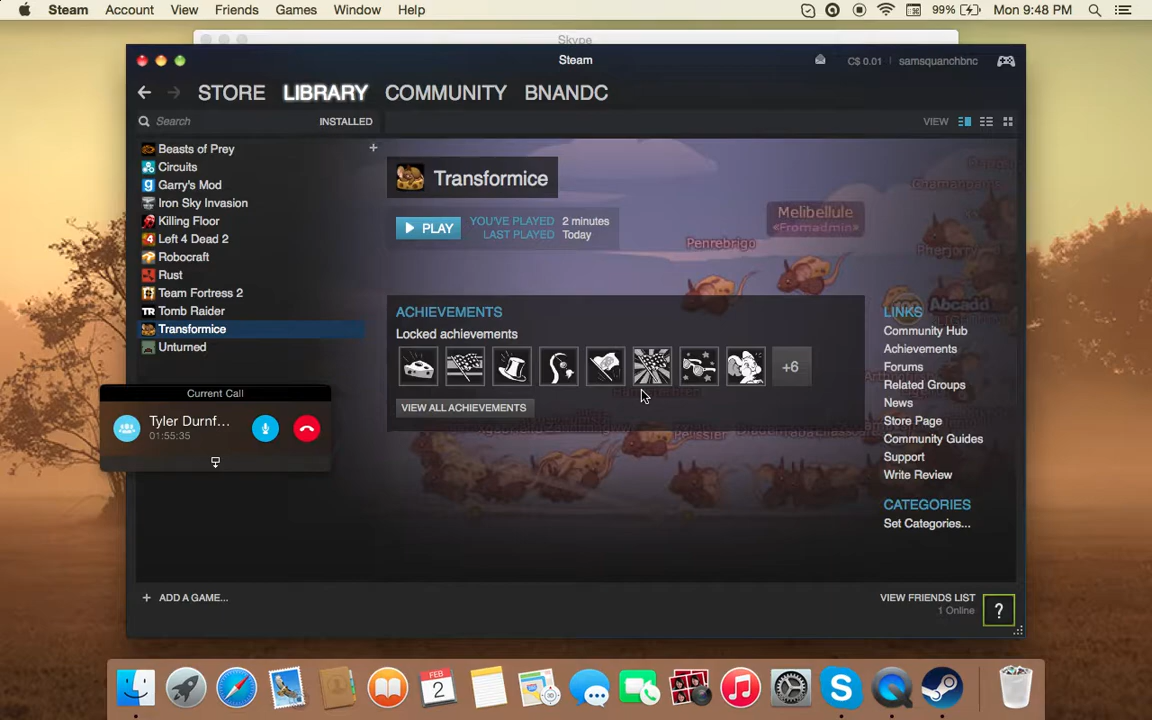 Steam Account View Friends Games Window Help 99% Mon 9:48 PM
Skype
Steam
C$ 0.01 samsquanchbnc
STORE LIBRARY COMMUNITY BNANDC
Search INSTALLED VIEW
Beasts of Prey
Circuits
Garry's Mod
Iron Sky Invasion
Killing Floor
Left 4 Dead 2
Robocraft
Rust
Team Fortress 2
Tomb Raider
Transformice
Unturned
Transformice
PLAY
YOU'VE PLAYED 2 minutes
LAST PLAYED Today
Melibellule
«Fromadmin»
Penrebrigo
Abcadd
ACHIEVEMENTS
Locked achievements
+6
VIEW ALL ACHIEVEMENTS
LINKS
Community Hub
Achievements
Forums
Related Groups
News
Store Page
Community Guides
Support
Write Review
CATEGORIES
Set Categories...
Current Call
Tyler Durnf...
01:55:35
+ ADD A GAME...
VIEW FRIENDS LIST
1 Online
?
FEB
2